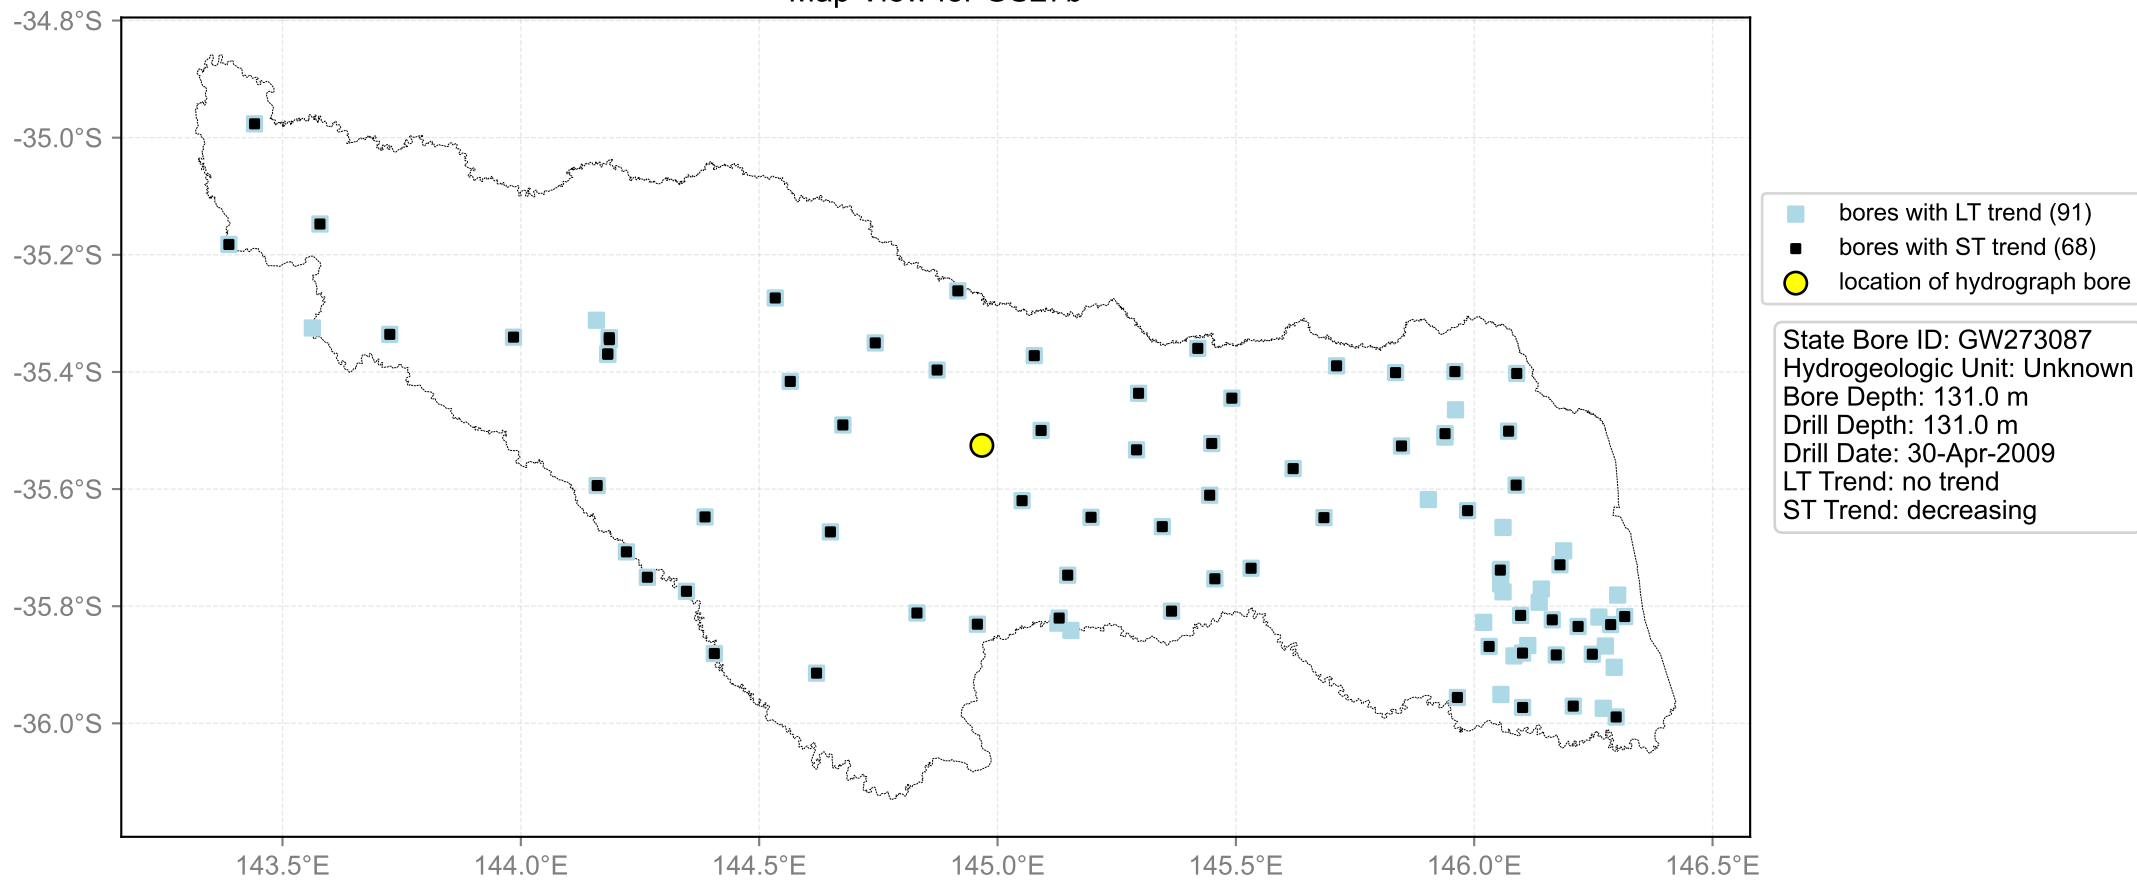 -34.8°S
-35.0°S
-35.2°S
-35.4°S
-35.6°S
-35.8°S
-36.0°S
143.5°E
144.0°E
144.5°E
145.0°E
145.5°E
146.0°E
146.5°E
bores with LT trend (91)
bores with ST trend (68)
location of hydrograph bore
State Bore ID: GW273087
Hydrogeologic Unit: Unknown
Bore Depth: 131.0 m
Drill Depth: 131.0 m
Drill Date: 30-Apr-2009
LT Trend: no trend
ST Trend: decreasing